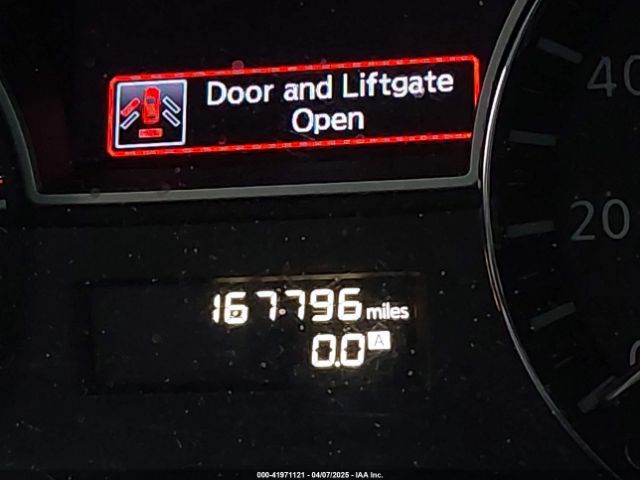 Door and Liftgate
Open
40
20
167796 miles
0.0 A
000-41971121 - 04/07/2025 - IAA Inc.